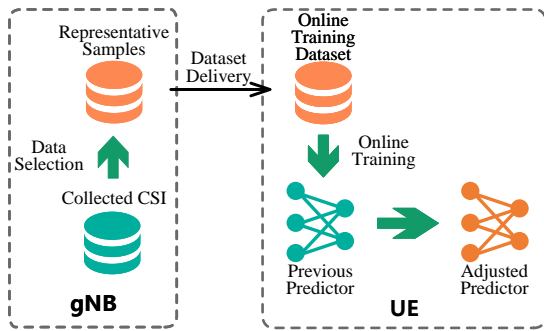 Representative
Samples
Data
Selection
Collected CSI
gNB
Dataset
Delivery
Online
Training
Dataset
Online
Training
Previous
Predictor
Adjusted
Predictor
UE